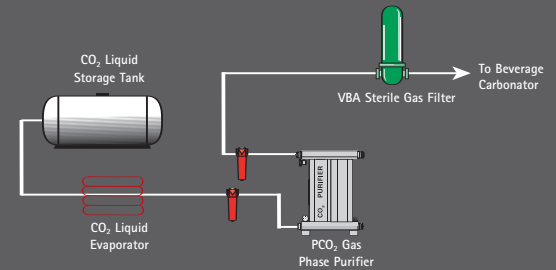 CO₂ Liquid
Storage Tank
To Beverage
Carbonator
VBA Sterile Gas Filter
CO₂ PURIFIER
CO₂ Liquid
Evaporator
PCO₂ Gas
Phase Purifier